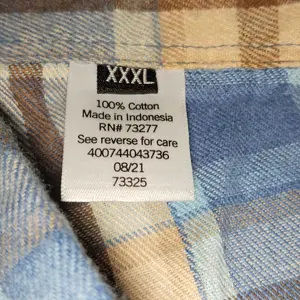 XXXL
100% Cotton
Made in Indonesia
RN# 73277
See reverse for care
400744043736
08/21
73325